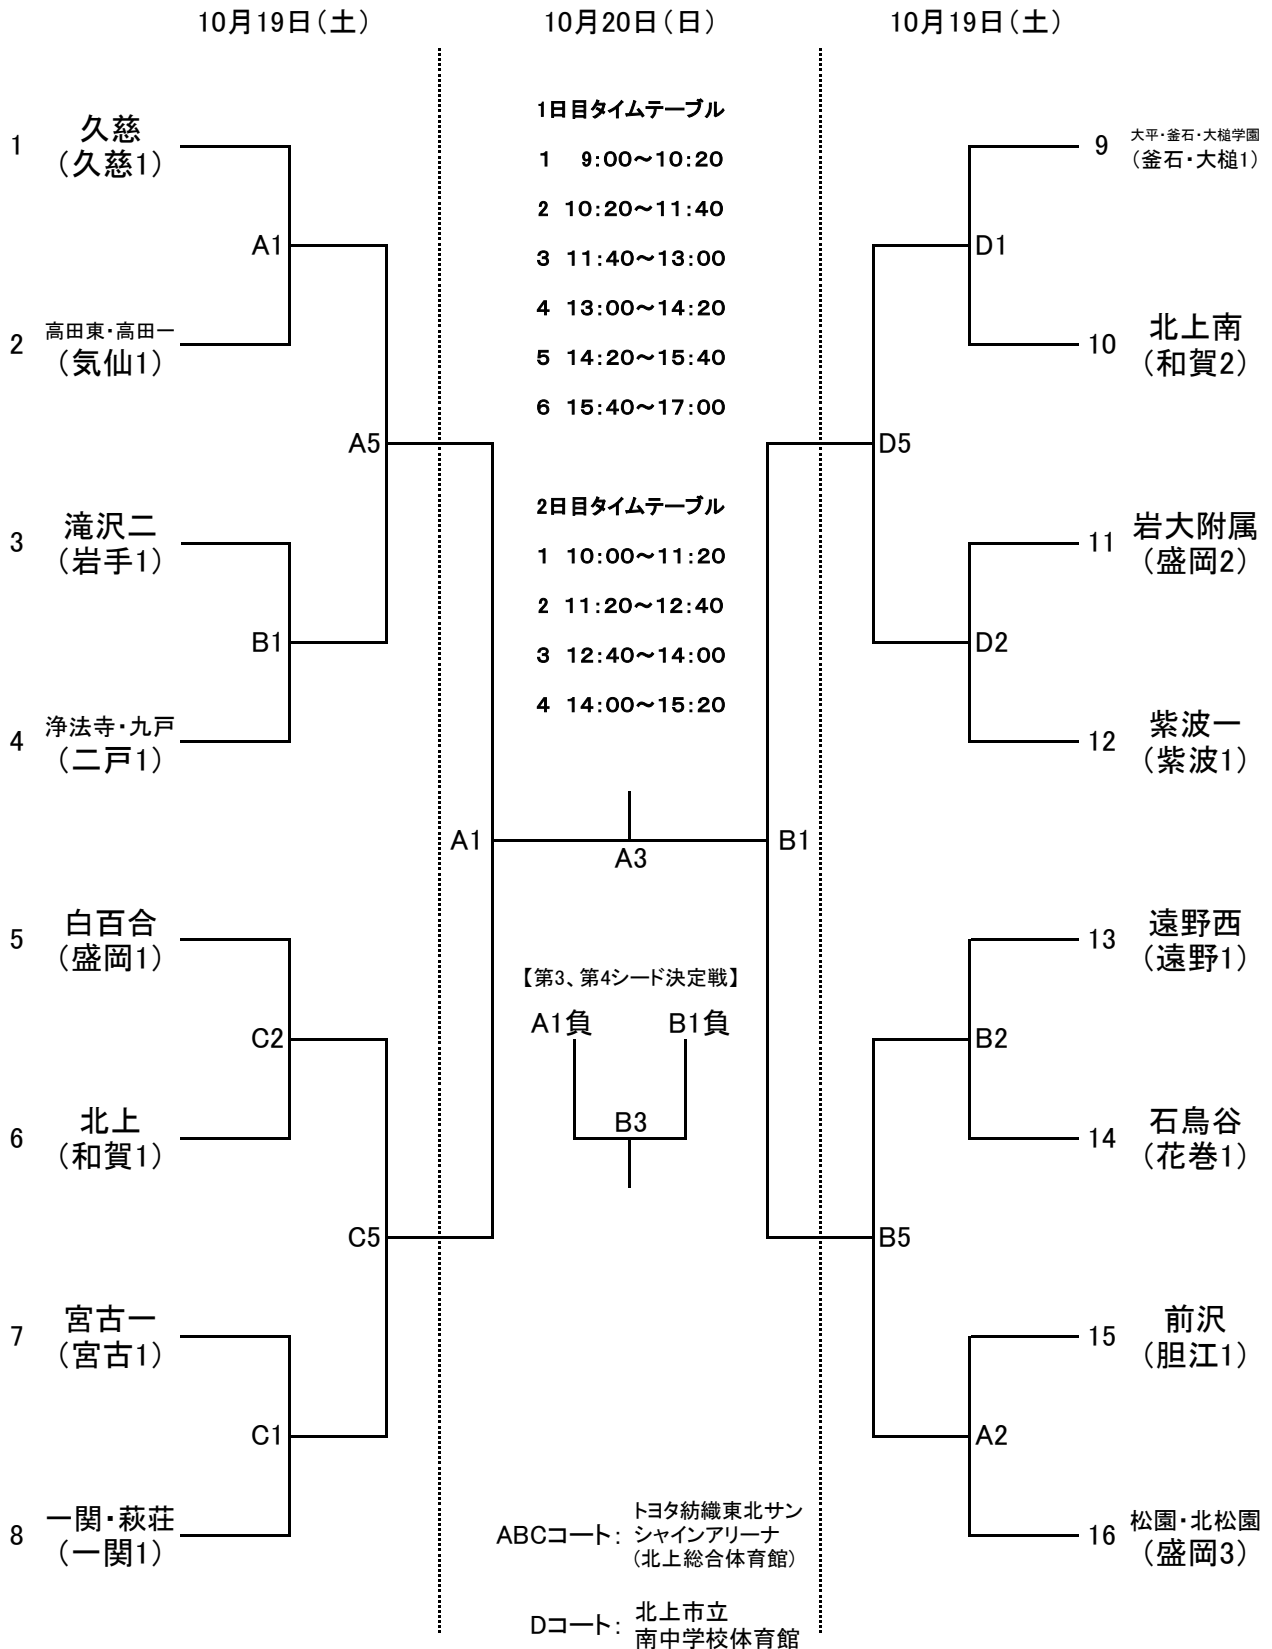 10月19日(土)
10月20日(日)
10月19日(土)
1 久慈
(久慈1)
2 高田東・高田一
(気仙1)
3 滝沢二
(岩手1)
4 浄法寺・九戸
(二戸1)
5 白百合
(盛岡1)
6 北上
(和賀1)
7 宮古一
(宮古1)
8 一関・萩荘
(一関1)
A1
B1
C2
C1
A5
C5
1日目タイムテーブル
1 9:00~10:20
2 10:20~11:40
3 11:40~13:00
4 13:00~14:20
5 14:20~15:40
6 15:40~17:00
2日目タイムテーブル
1 10:00~11:20
2 11:20~12:40
3 12:40~14:00
4 14:00~15:20
A1
A3
B1
【第3、第4シード決定戦】
A1負 B1負
B3
ABCコート: トヨタ紡織東北サン
シャインアリーナ
(北上総合体育館)
Dコート: 北上市立
南中学校体育館
D5
B5
D1
D2
B2
A2
9 大平・釜石・大槌学園
(釜石・大槌1)
10 北上南
(和賀2)
11 岩大附属
(盛岡2)
12 紫波一
(紫波1)
13 遠野西
(遠野1)
14 石鳥谷
(花巻1)
15 前沢
(胆江1)
16 松園・北松園
(盛岡3)